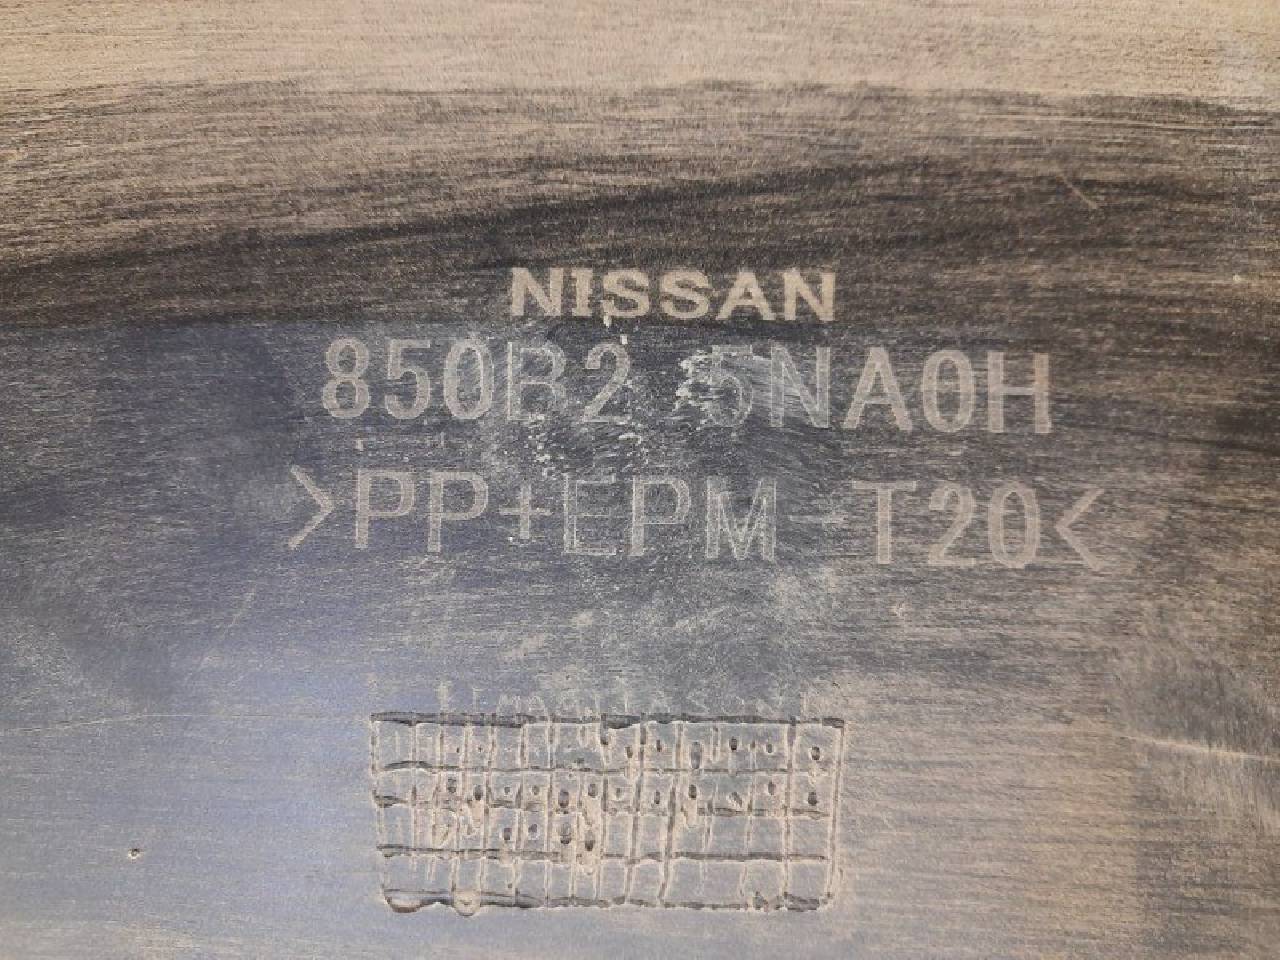 NISSAN
850B2 5NA0H
>PP+EPM-T20<